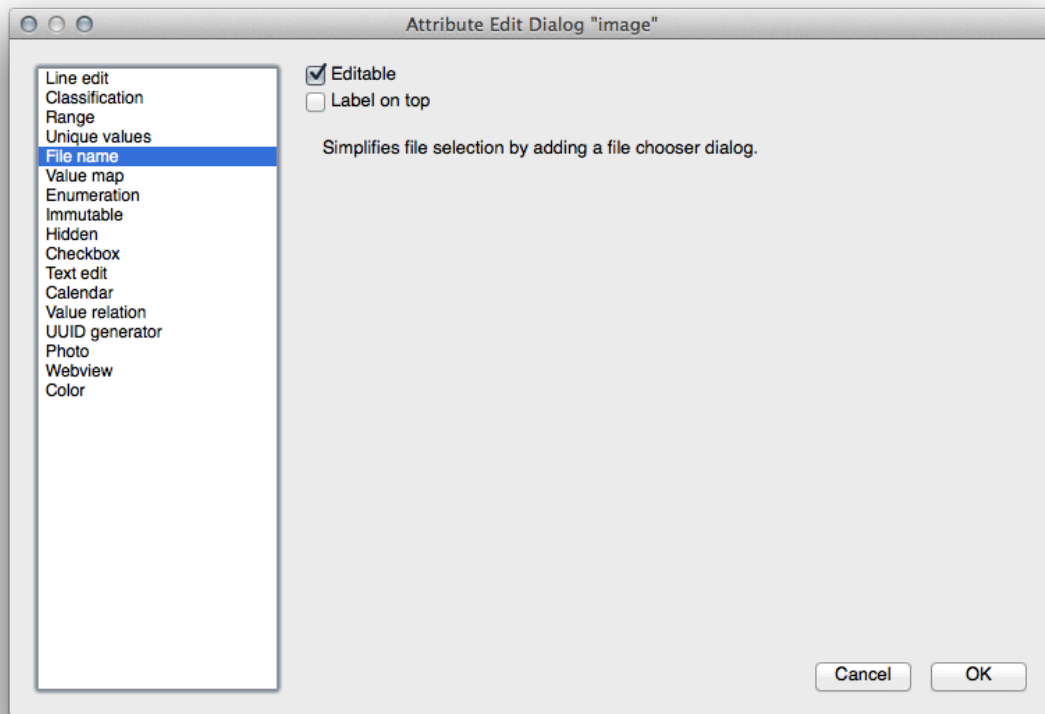 Attribute Edit Dialog "image"
Line edit
Classification
Range
Unique values
File name
Value map
Enumeration
Immutable
Hidden
Checkbox
Text edit
Calendar
Value relation
UUID generator
Photo
Webview
Color
Editable
Label on top
Simplifies file selection by adding a file chooser dialog.
Cancel
OK